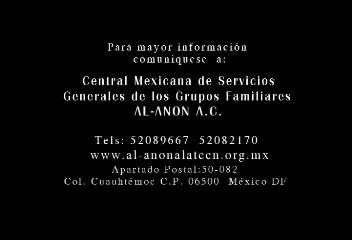 Para mayor información
comuniquese a:
Central Mexicana de Servicios
Generales de los Grupos Familiares
AL-ANON A.C.
Tels: 52089667 52082170
www.al-anonalateen.org.mx
Apartado Postal:50-082
Col. Cuauhtémoc C.P. 06500 México DF